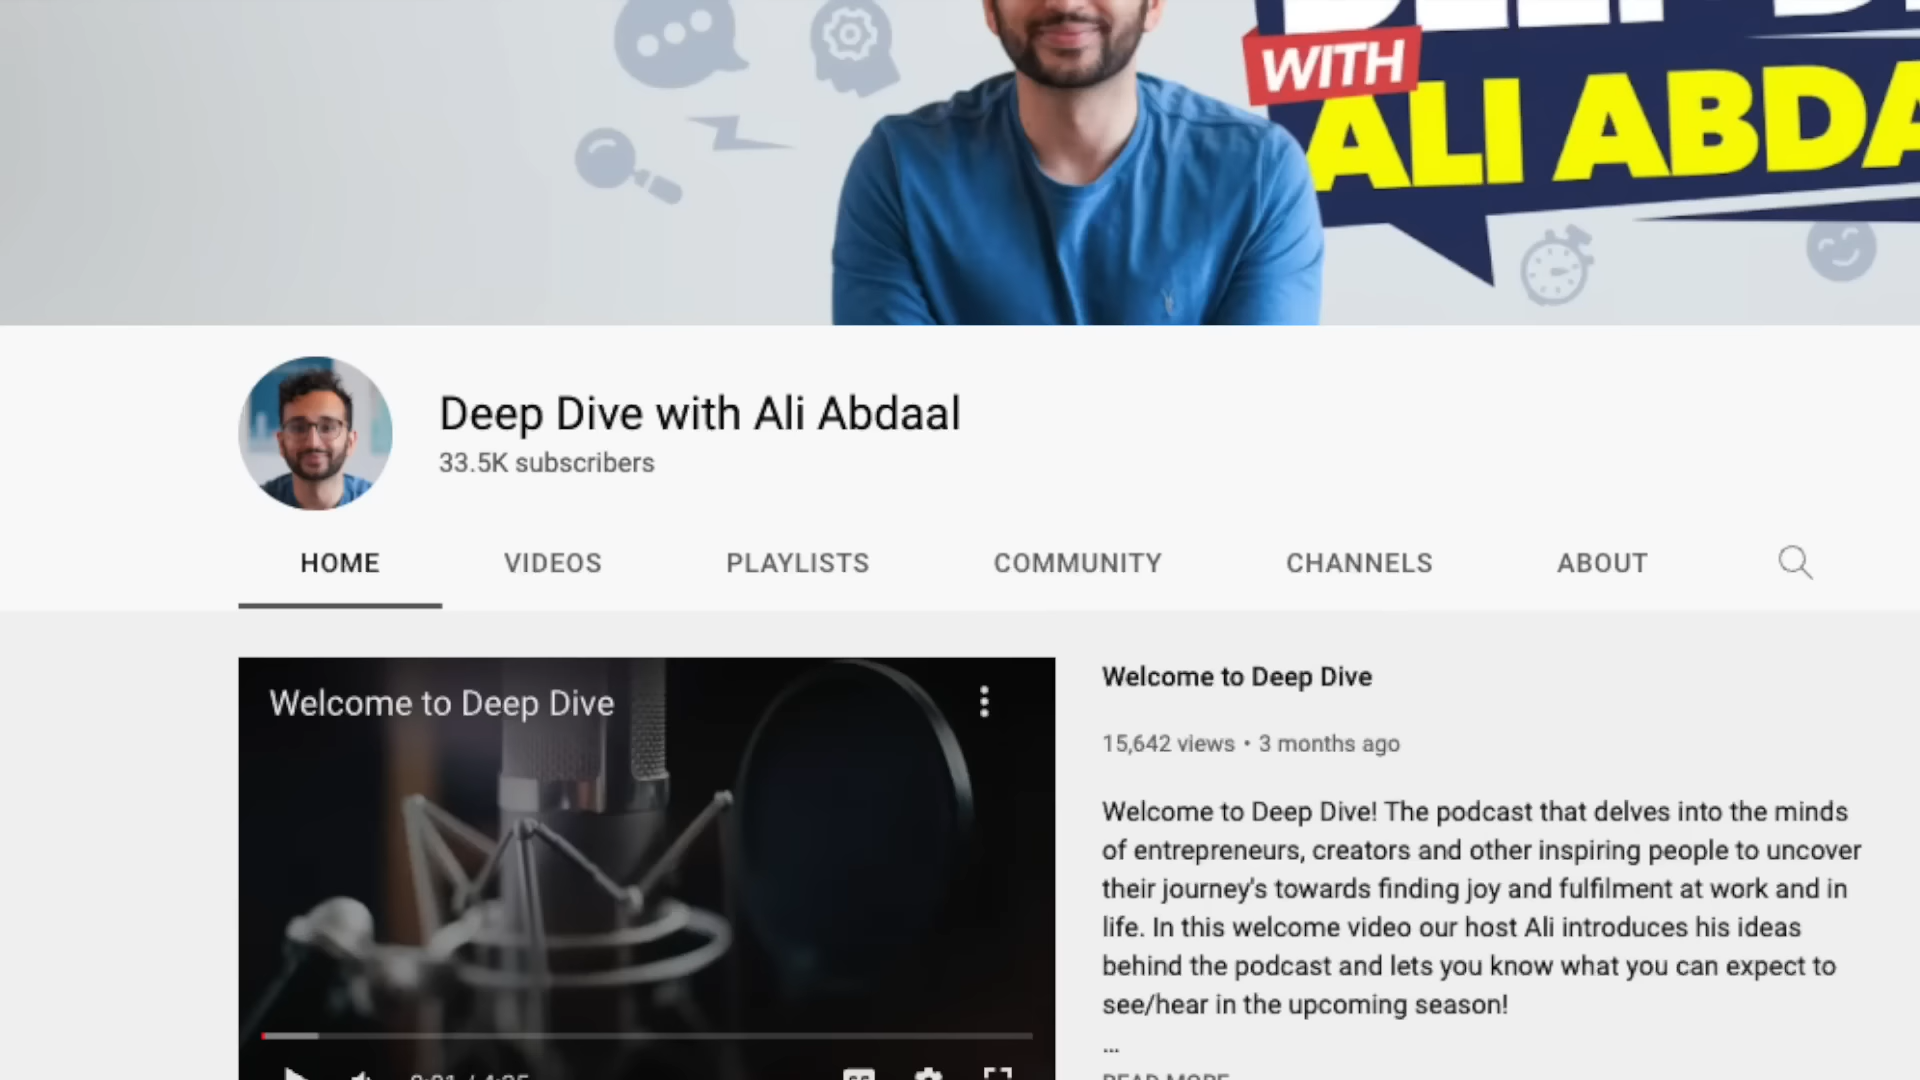 WITH
ALI ABDA
Deep Dive with Ali Abdaal
33.5K subscribers
HOME
VIDEOS
PLAYLISTS
COMMUNITY
CHANNELS
ABOUT
Welcome to Deep Dive
Welcome to Deep Dive
15,642 views • 3 months ago
Welcome to Deep Dive! The podcast that delves into the minds
of entrepreneurs, creators and other inspiring people to uncover
their journey's towards finding joy and fulfilment at work and in
life. In this welcome video our host Ali introduces his ideas
behind the podcast and lets you know what you can expect to
see/hear in the upcoming season!
...
READ MORE